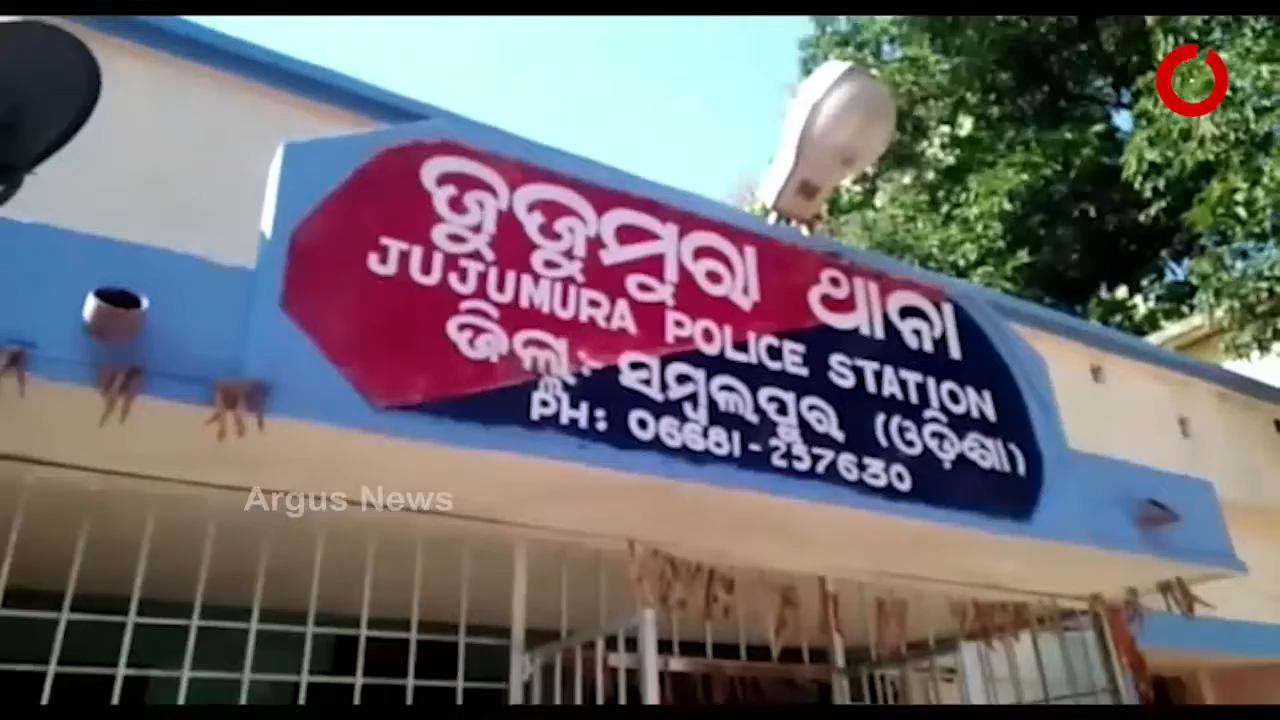 ଜୁଜୁମୁରା ଥାନା
JUJUMURA POLICE STATION
ଜିଲ୍ଲା:- ସମ୍ବଲପୁର (ଓଡ଼ିଶା)
PH: 06681-257630
Argus News